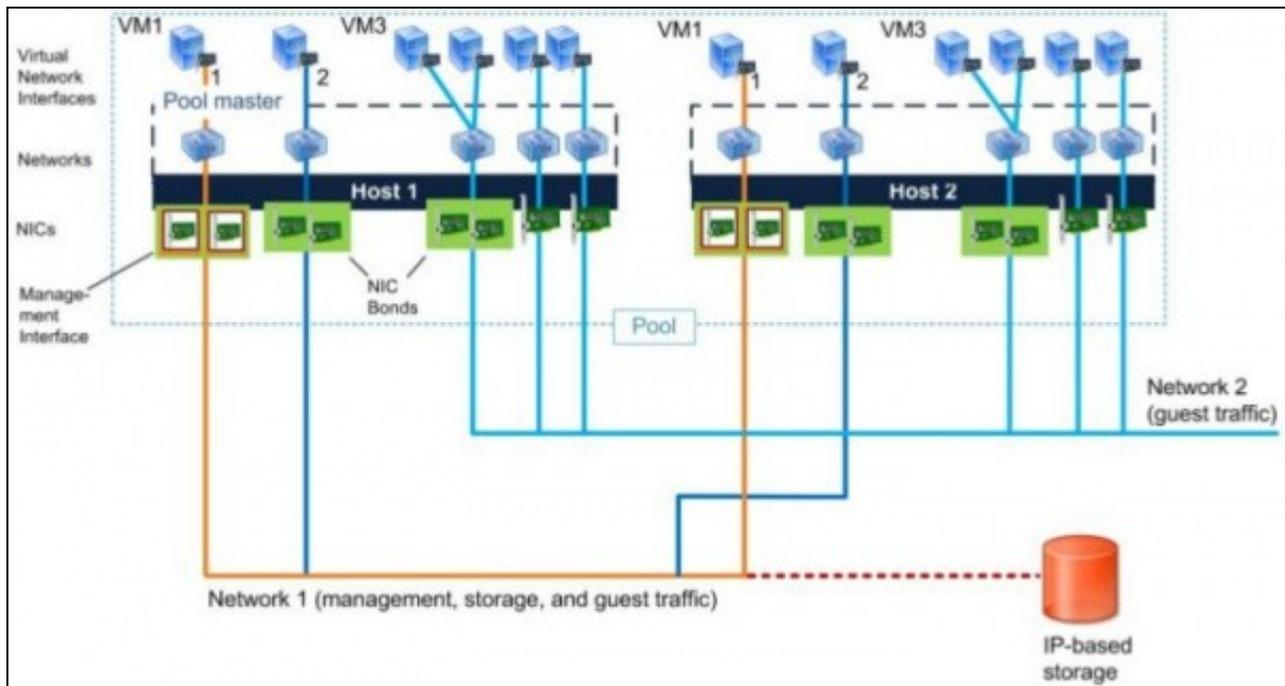 VM1
VM3
VM1
VM3
Virtual
Network
Interfaces
1
2
1
2
Pool master
Networks
Host 1
Host 2
NICs
NIC
Bonds
Manage-
ment
Interface
Pool
Network 2
(guest traffic)
Network 1 (management, storage, and guest traffic)
IP-based
storage